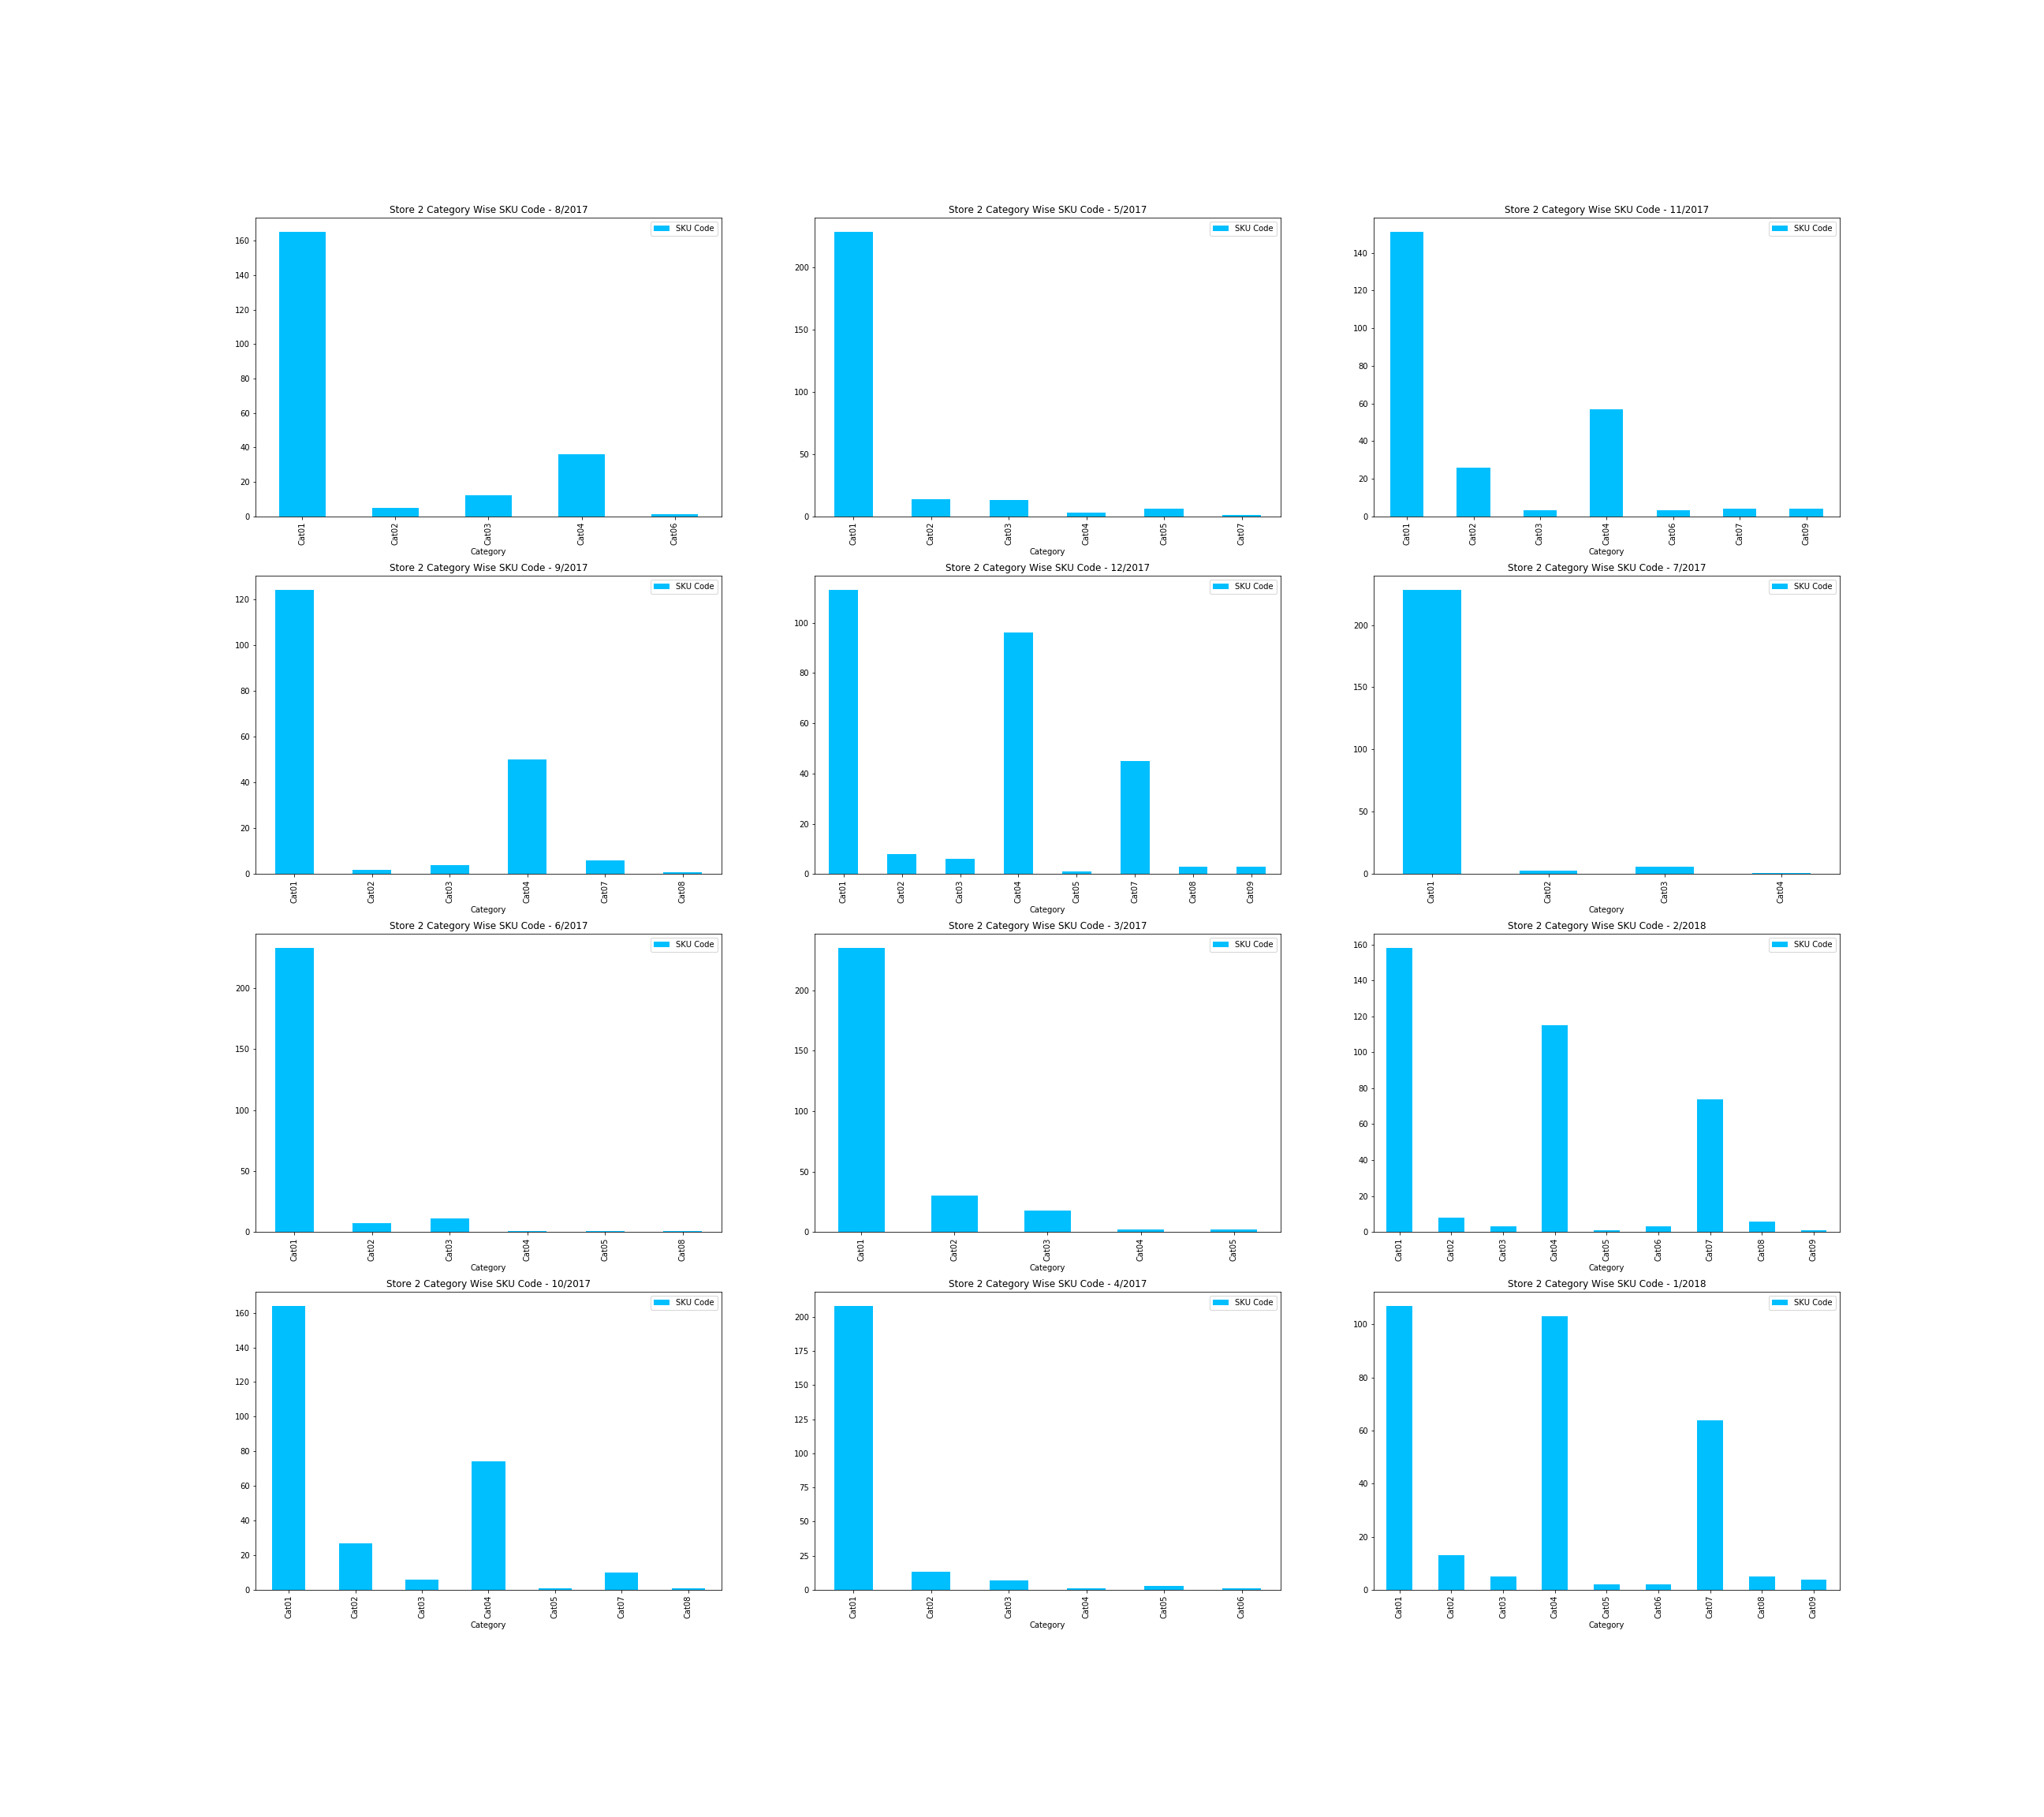 Store 2 Category Wise SKU Code - 8/2017
SKU Code
160
140
120
100
80
60
40
20
0
Cat01
Cat02
Cat03
Cat04
Cat06
Category
Store 2 Category Wise SKU Code - 5/2017
SKU Code
200
150
100
50
0
Cat01
Cat02
Cat03
Cat04
Cat05
Cat07
Category
Store 2 Category Wise SKU Code - 11/2017
SKU Code
140
120
100
80
60
40
20
0
Cat01
Cat02
Cat03
Cat04
Cat06
Cat07
Cat09
Category
Store 2 Category Wise SKU Code - 9/2017
SKU Code
120
100
80
60
40
20
0
Cat01
Cat02
Cat03
Cat04
Cat07
Cat08
Category
Store 2 Category Wise SKU Code - 12/2017
SKU Code
100
80
60
40
20
0
Cat01
Cat02
Cat03
Cat04
Cat05
Cat07
Cat08
Cat09
Category
Store 2 Category Wise SKU Code - 7/2017
SKU Code
200
150
100
50
0
Cat01
Cat02
Cat03
Cat04
Category
Store 2 Category Wise SKU Code - 6/2017
SKU Code
200
150
100
50
0
Cat01
Cat02
Cat03
Cat04
Cat05
Cat08
Category
Store 2 Category Wise SKU Code - 3/2017
SKU Code
200
150
100
50
0
Cat01
Cat02
Cat03
Cat04
Cat05
Category
Store 2 Category Wise SKU Code - 2/2018
SKU Code
160
140
120
100
80
60
40
20
0
Cat01
Cat02
Cat03
Cat04
Cat05
Cat06
Cat07
Cat08
Cat09
Category
Store 2 Category Wise SKU Code - 10/2017
SKU Code
160
140
120
100
80
60
40
20
0
Cat01
Cat02
Cat03
Cat04
Cat05
Cat07
Cat08
Category
Store 2 Category Wise SKU Code - 4/2017
SKU Code
200
175
150
125
100
75
50
25
0
Cat01
Cat02
Cat03
Cat04
Cat05
Cat06
Category
Store 2 Category Wise SKU Code - 1/2018
SKU Code
100
80
60
40
20
0
Cat01
Cat02
Cat03
Cat04
Cat05
Cat06
Cat07
Cat08
Cat09
Category